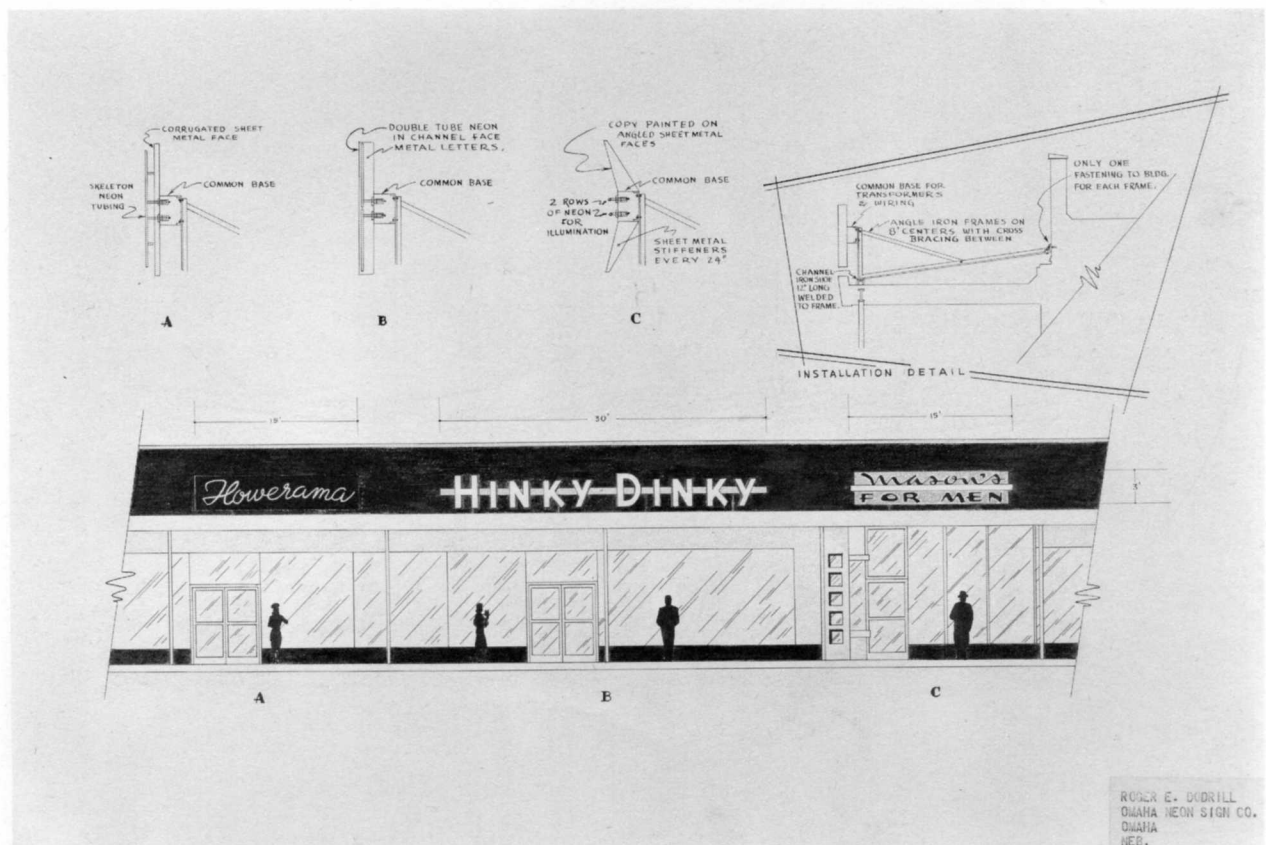 CORRUGATED SHEET
METAL FACE
SKELETON
NEON
TUBING
COMMON BASE
A
DOUBLE TUBE NEON
IN CHANNEL FACE
METAL LETTERS.
COMMON BASE
B
COPY PAINTED ON
ANGLED SHEET METAL
FACES
COMMON BASE
2 ROWS
OF NEON
FOR
ILLUMINATION
2
SHEET METAL
STIFFENERS
EVERY 24"
C
ONLY ONE
FASTENING TO BLDG.
FOR EACH FRAME.
COMMON BASE FOR
TRANSFORMERS
& WIRING
ANGLE IRON FRAMES ON
8' CENTERS WITH CROSS
BRACING BETWEEN
CHANNEL
IRON SHOE
12" LONG
WELDED
TO FRAME.
INSTALLATION DETAIL
15'
30'
15'
3'
Flowerama
HINKY DINKY
Mason's
FOR MEN
A
B
C
ROGER E. DODRILL
OMAHA NEON SIGN CO.
OMAHA
NEB.